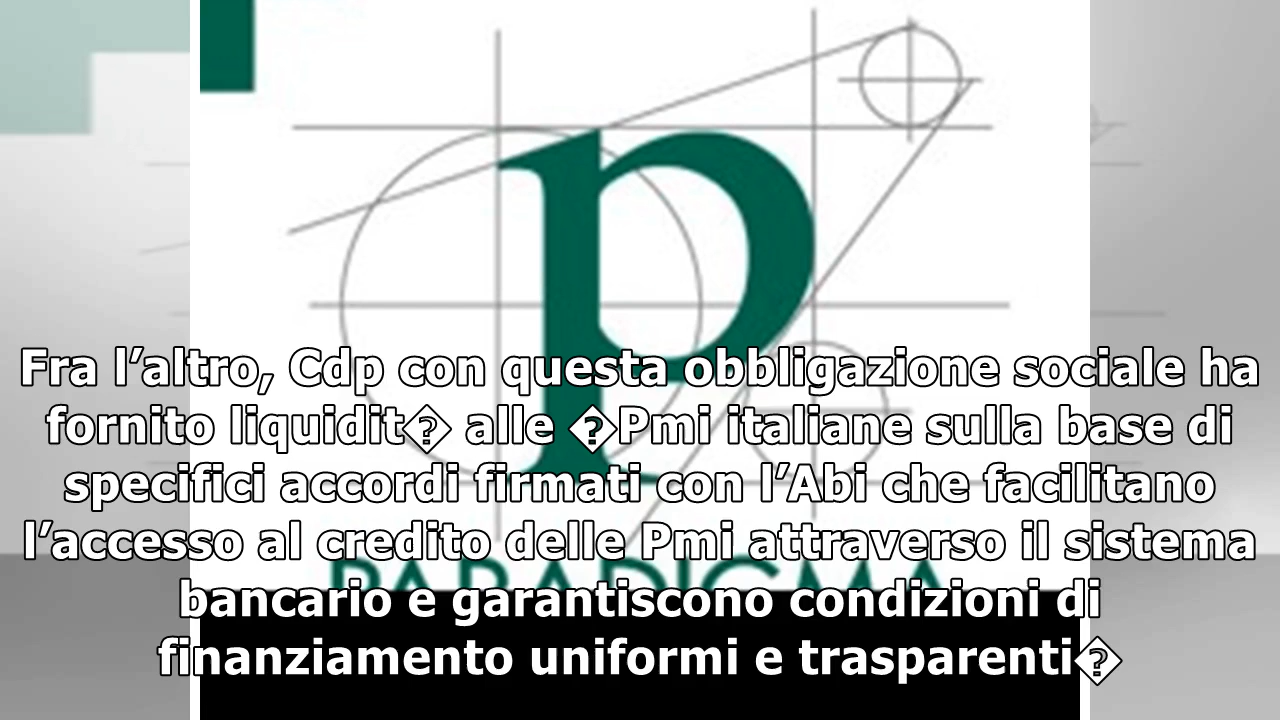 Fra l’altro, Cdp con questa obbligazione sociale ha
fornito liquidit� alle �Pmi italiane sulla base di
specifici accordi firmati con l’Abi che facilitano
l’accesso al credito delle Pmi attraverso il sistema
PARADIGMA
bancario e garantiscono condizioni di
finanziamento uniformi e trasparenti�